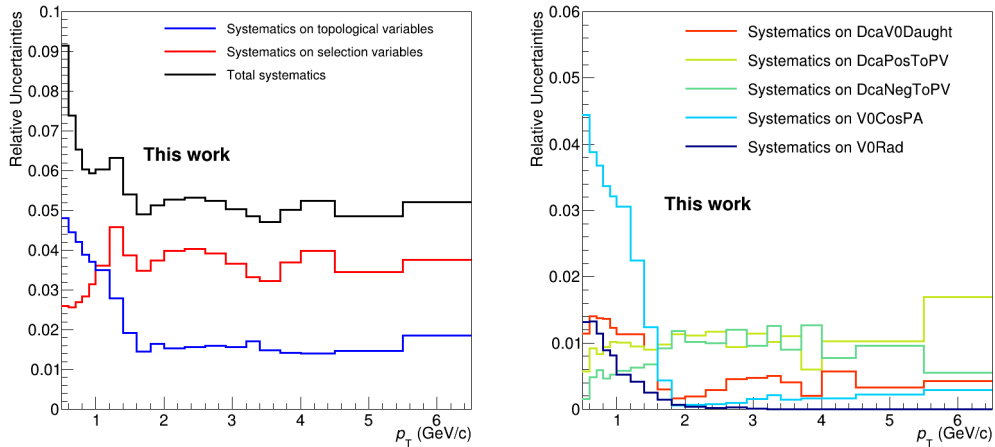 Relative Uncertainties
0.1
0.09
0.08
0.07
0.06
0.05
0.04
0.03
0.02
0.01
0
Systematics on topological variables
Systematics on selection variables
Total systematics
This work
1 2 3 4 5 6
p_T (GeV/c)
Relative Uncertainties
0.06
0.05
0.04
0.03
0.02
0.01
0
Systematics on DcaV0Daught
Systematics on DcaPosToPV
Systematics on DcaNegToPV
Systematics on V0CosPA
Systematics on V0Rad
This work
1 2 3 4 5 6
p_T (GeV/c)